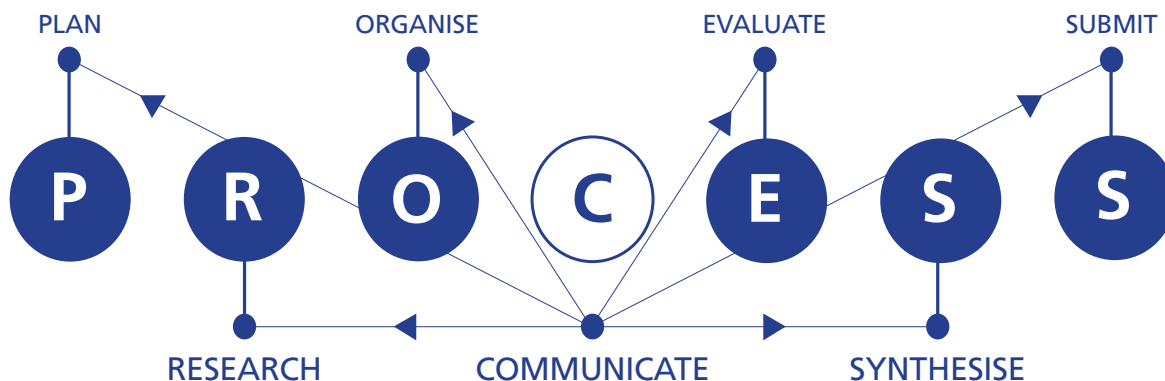 PLAN ORGANISE EVALUATE SUBMIT
P R O C E S S
RESEARCH COMMUNICATE SYNTHESISE